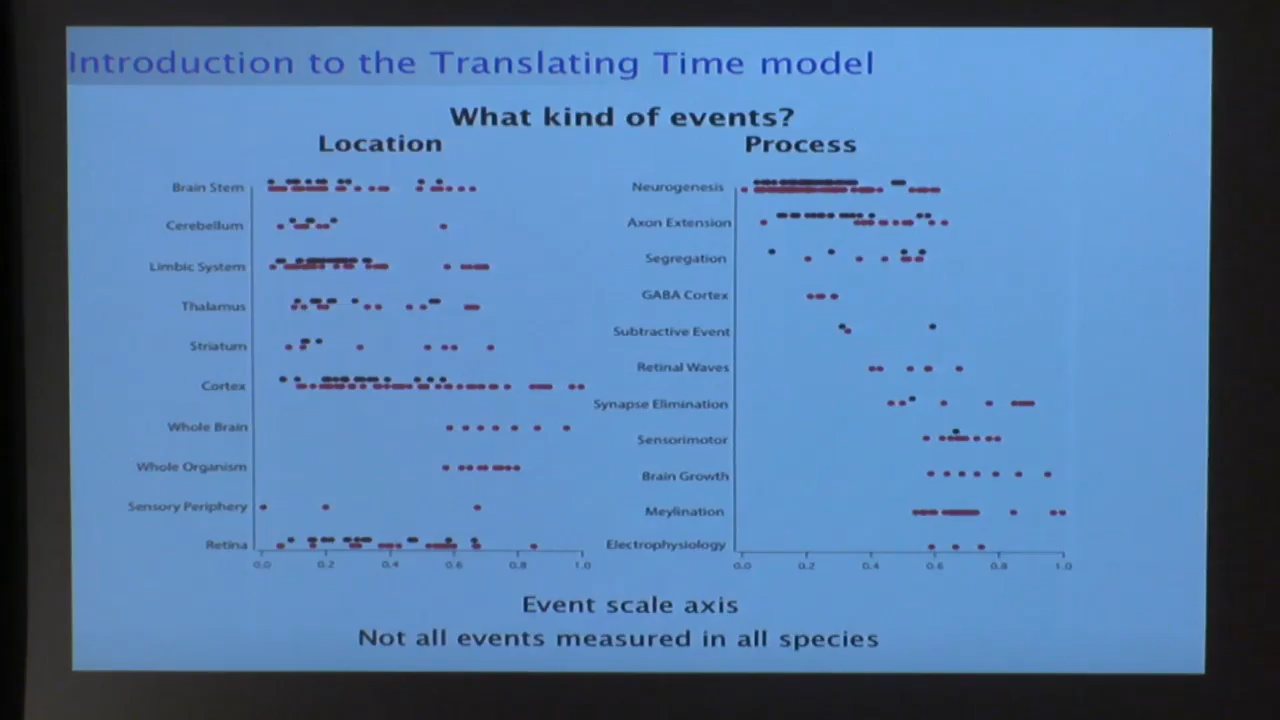 Introduction to the Translating Time model
What kind of events?
Location
Process
Brain Stem
Cerebellum
Limbic System
Thalamus
Striatum
Cortex
Whole Brain
Whole Organism
Sensory Periphery
Retina
0.0 0.2 0.4 0.6 0.8 1.0
Neurogenesis
Axon Extension
Segregation
GABA Cortex
Subtractive Event
Retinal Waves
Synapse Elimination
Sensorimotor
Brain Growth
Meylination
Electrophysiology
0.0 0.2 0.4 0.6 0.8 1.0
Event scale axis
Not all events measured in all species